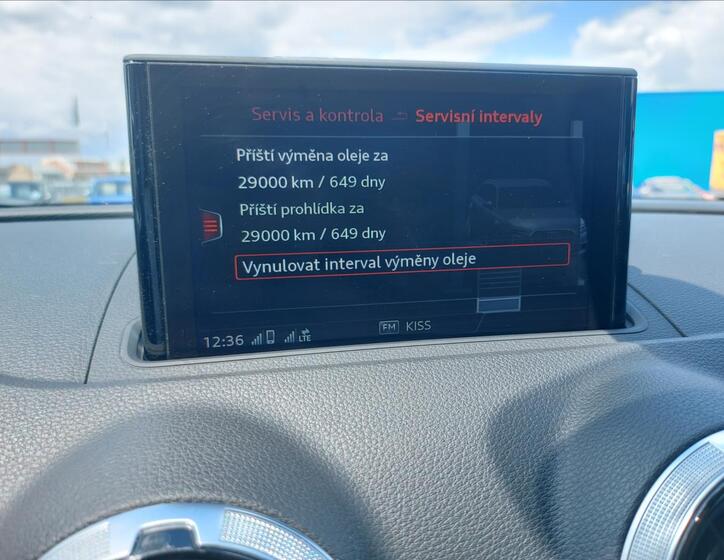 Servis a kontrola Servisní intervaly
Příští výměna oleje za
29000 km / 649 dny
Příští prohlídka za
29000 km / 649 dny
Vynulovat interval výměny oleje
12:36 LTE FM KISS